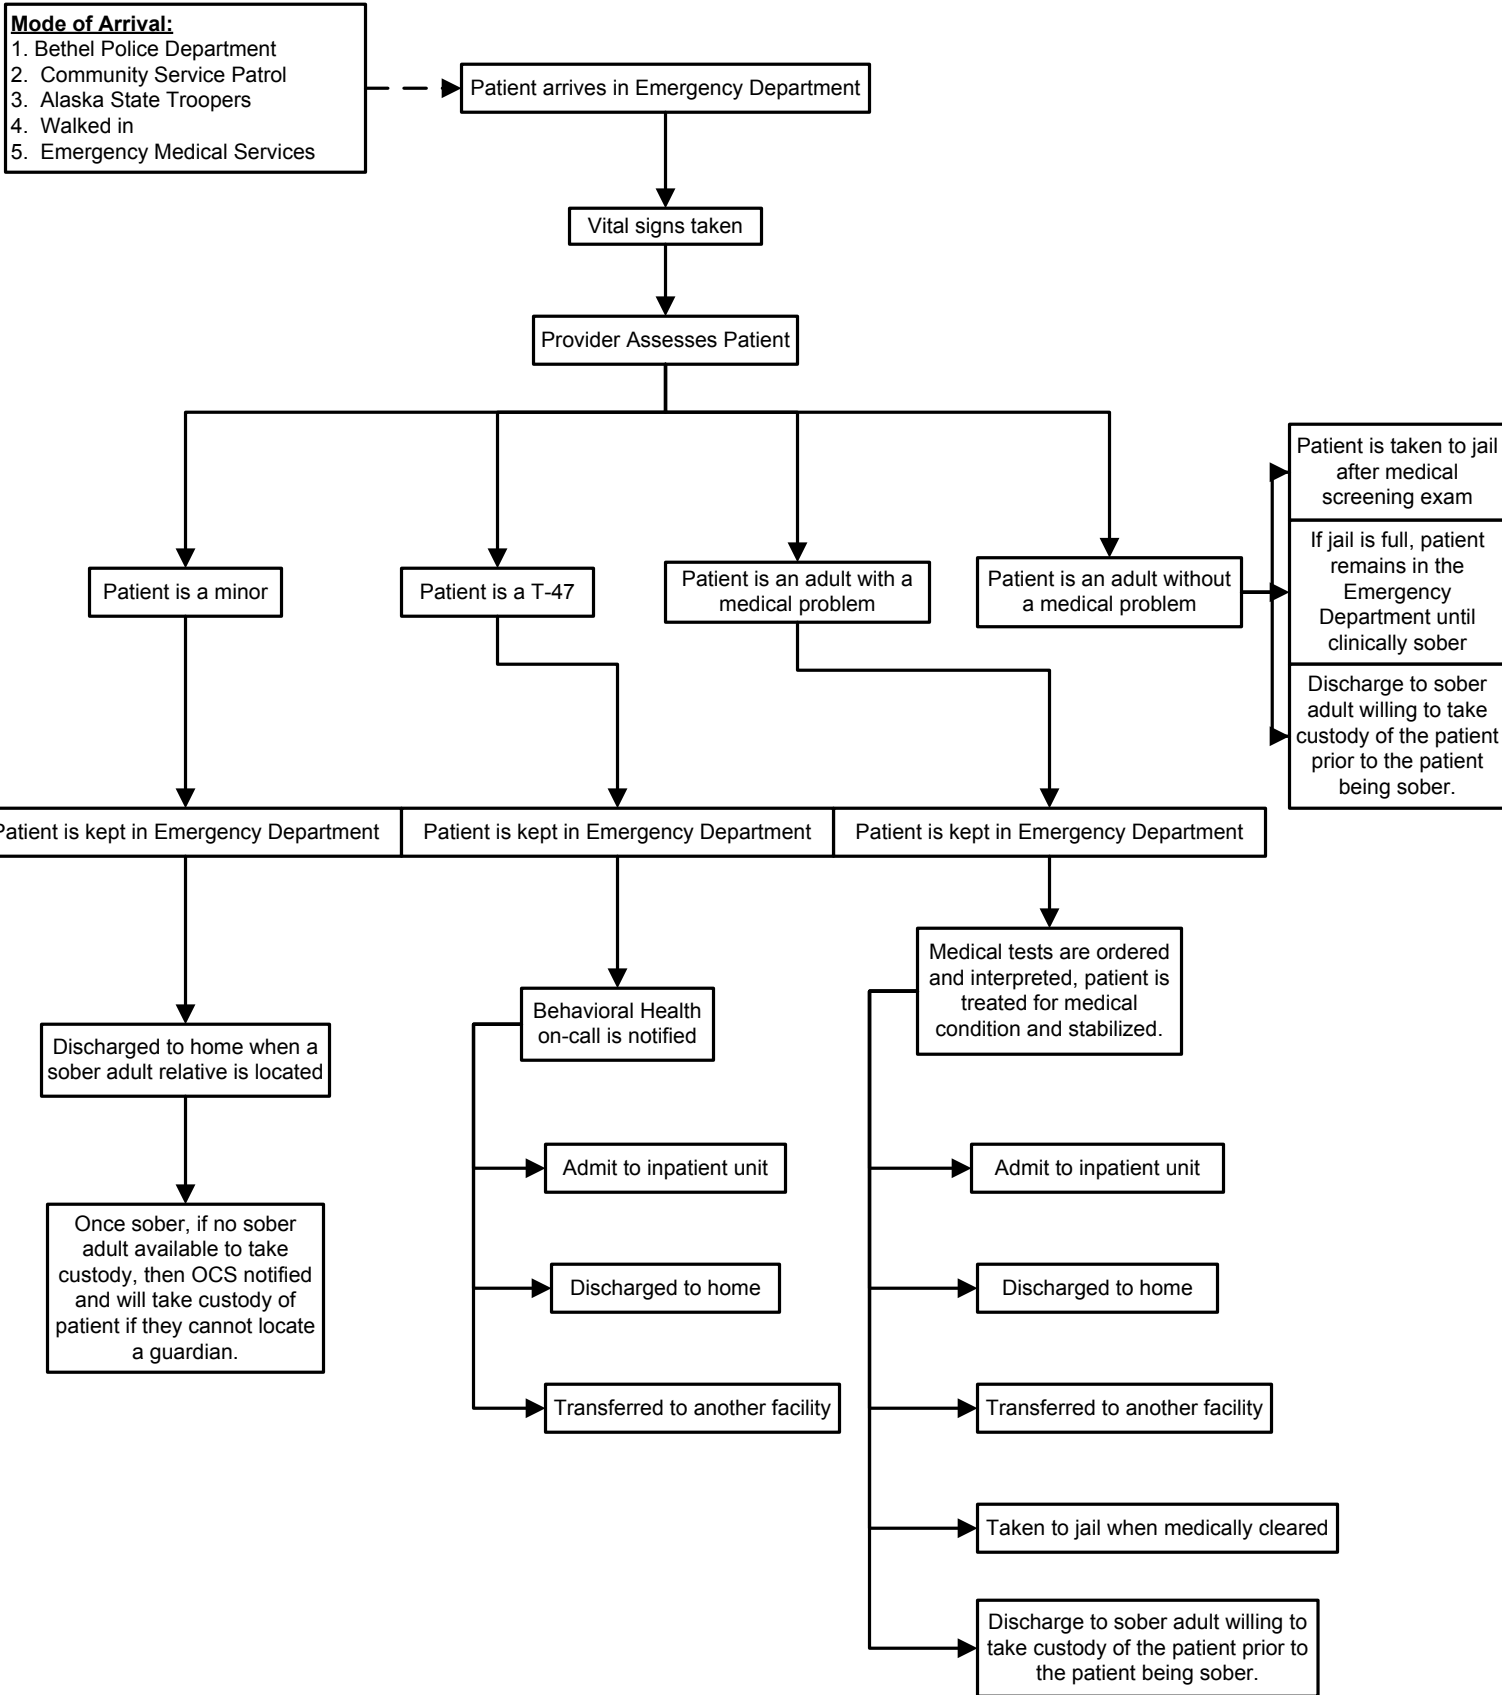 Mode of Arrival:
1. Bethel Police Department
2. Community Service Patrol
3. Alaska State Troopers
4. Walked in
5. Emergency Medical Services
Patient arrives in Emergency Department
Vital signs taken
Provider Assesses Patient
Patient is a minor
Patient is a T-47
Patient is an adult with a
medical problem
Patient is an adult without
a medical problem
Patient is taken to jail
after medical
screening exam
If jail is full, patient
remains in the
Emergency
Department until
clinically sober
Discharge to sober
adult willing to take
custody of the patient
prior to the patient
being sober.
Patient is kept in Emergency Department
Patient is kept in Emergency Department
Patient is kept in Emergency Department
Discharged to home when a
sober adult relative is located
Once sober, if no sober
adult available to take
custody, then OCS notified
and will take custody of
patient if they cannot locate
a guardian.
Behavioral Health
on-call is notified
Admit to inpatient unit
Discharged to home
Transferred to another facility
Medical tests are ordered
and interpreted, patient is
treated for medical
condition and stabilized.
Admit to inpatient unit
Discharged to home
Transferred to another facility
Taken to jail when medically cleared
Discharge to sober adult willing to
take custody of the patient prior to
the patient being sober.